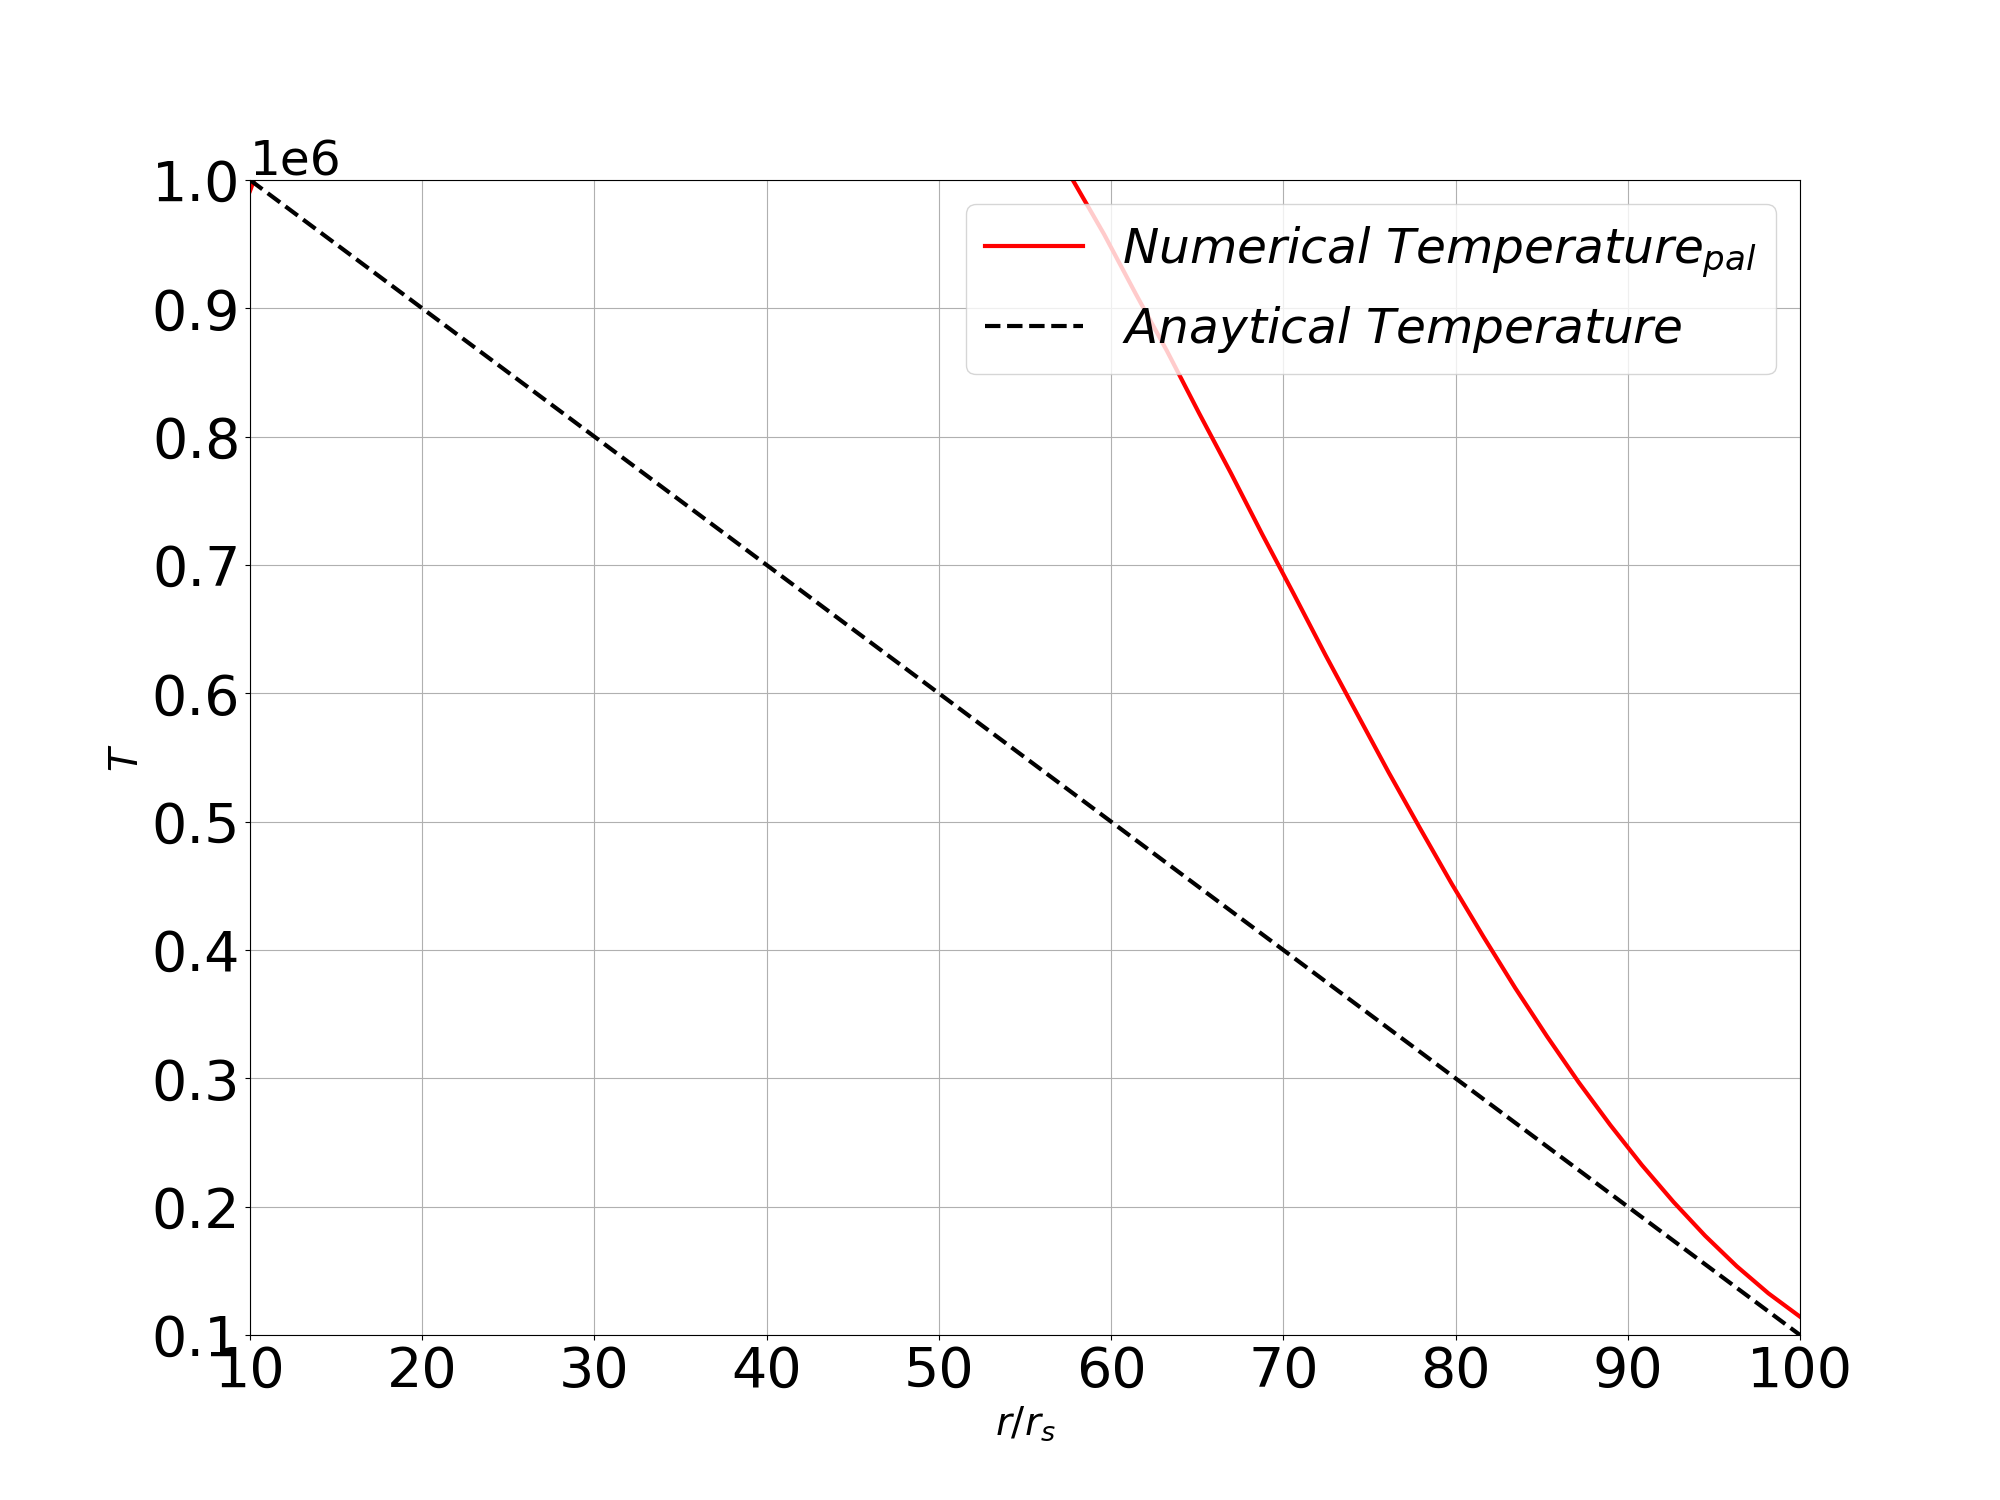 1e6
1.0
0.9
0.8
0.7
0.6
0.5
0.4
0.3
0.2
0.1
T
Numerical Temperature_pal
Anaytical Temperature
10 20 30 40 50 60 70 80 90 100
r/r_s